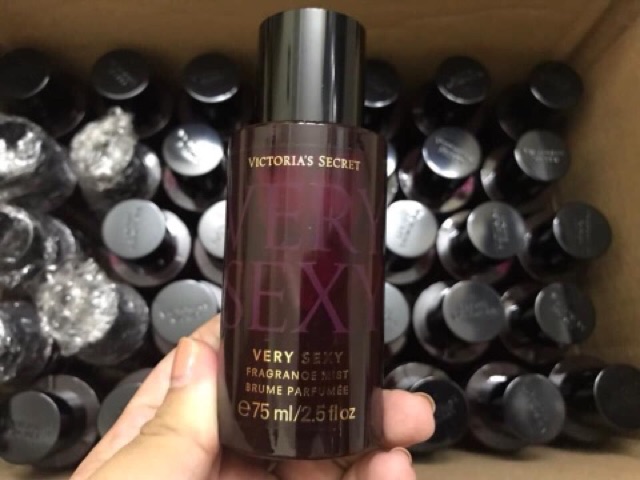 VICTORIA'S SECRET
VERY
SEXY
VERY SEXY
FRAGRANCE MIST
BRUME PARFUMÉE
℮75 ml/2.5 fl oz